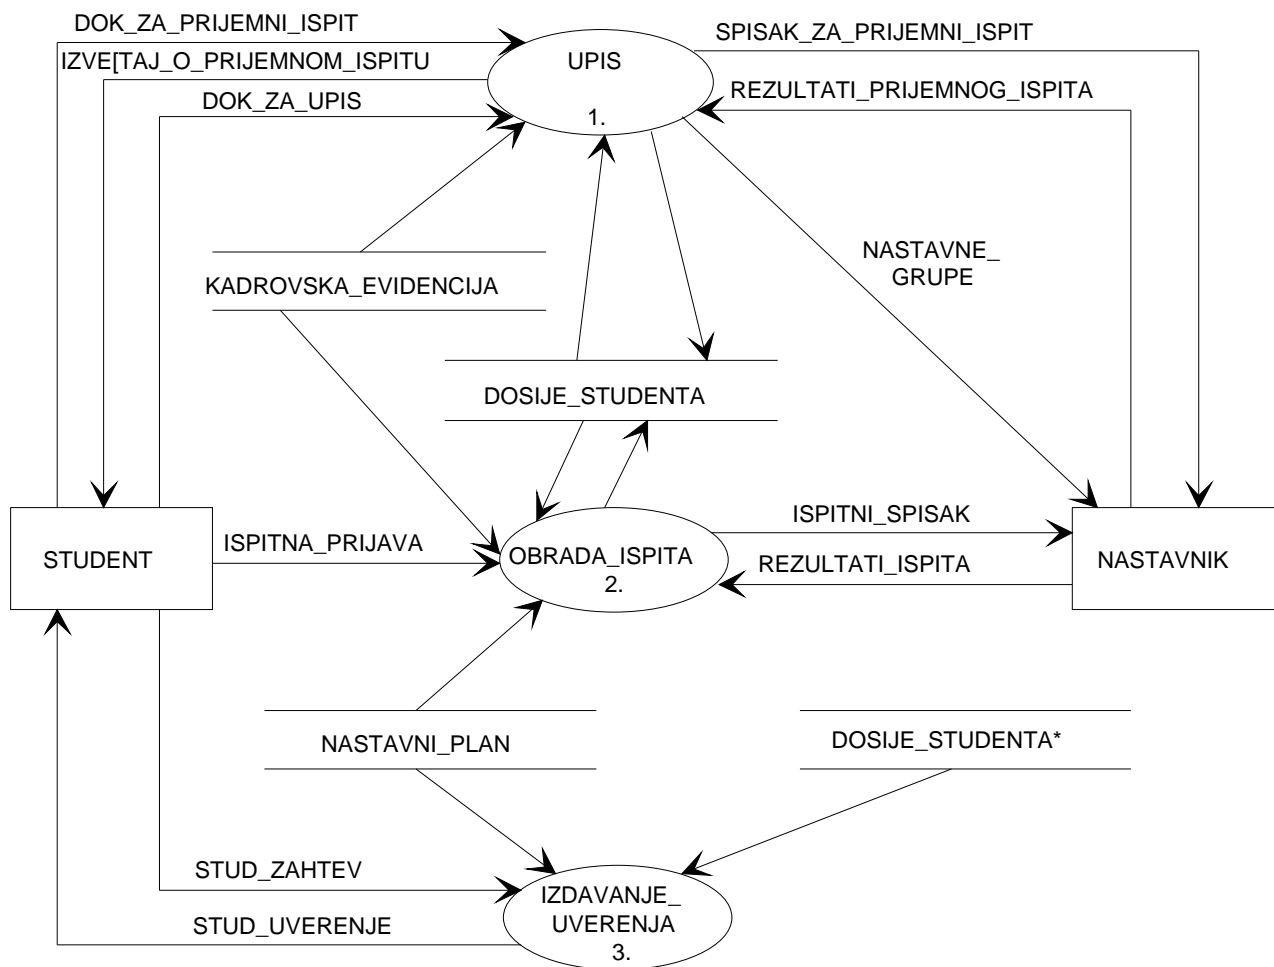 DOK_ZA_PRIJEMNI_ISPIT
SPISAK_ZA_PRIJEMNI_ISPIT
IZVE[TAJ_O_PRIJEMNOM_ISPITU
UPIS
REZULTATI_PRIJEMNOG_ISPITA
DOK_ZA_UPIS
1.
NASTAVNE_
GRUPE
KADROVSKA_EVIDENCIJA
DOSIJE_STUDENTA
ISPITNI_SPISAK
ISPITNA_PRIJAVA
STUDENT
OBRADA_ISPITA
2.
REZULTATI_ISPITA
NASTAVNIK
NASTAVNI_PLAN
DOSIJE_STUDENTA*
STUD_ZAHTEV
IZDAVANJE_
UVERENJA
3.
STUD_UVERENJE